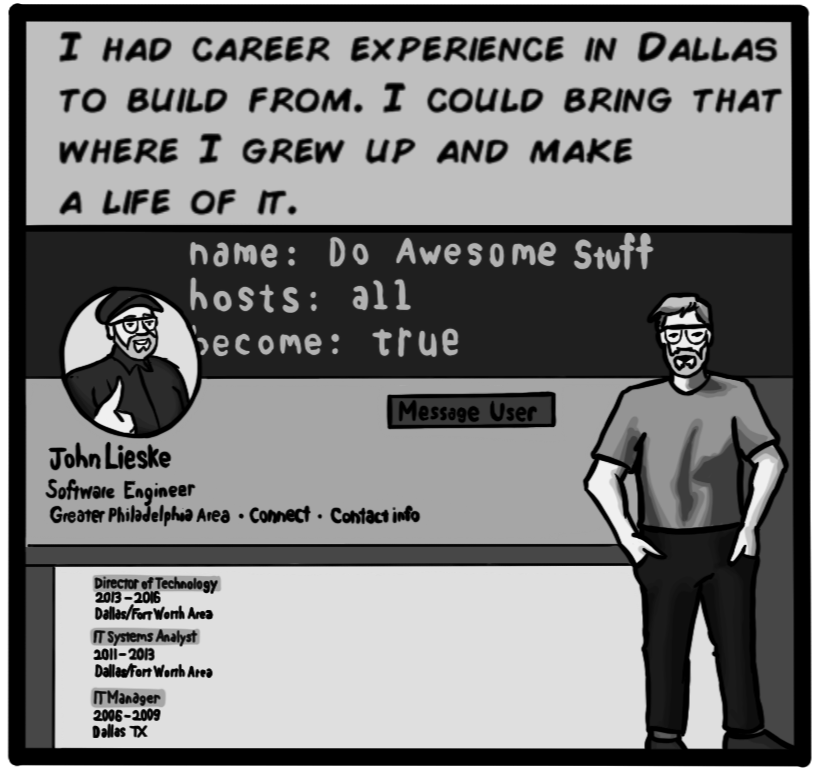 I HAD CAREER EXPERIENCE IN DALLAS
TO BUILD FROM. I COULD BRING THAT
WHERE I GREW UP AND MAKE
A LIFE OF IT.
name: Do Awesome Stuff
hosts: all
become: true
Message User
John Lieske
Software Engineer
Greater Philadelphia Area · Connect · Contact info
Director of Technology
2013 - 2016
Dallas/Fort Worth Area
IT Systems Analyst
2011 - 2013
Dallas/Fort Worth Area
IT Manager
2006 - 2009
Dallas TX